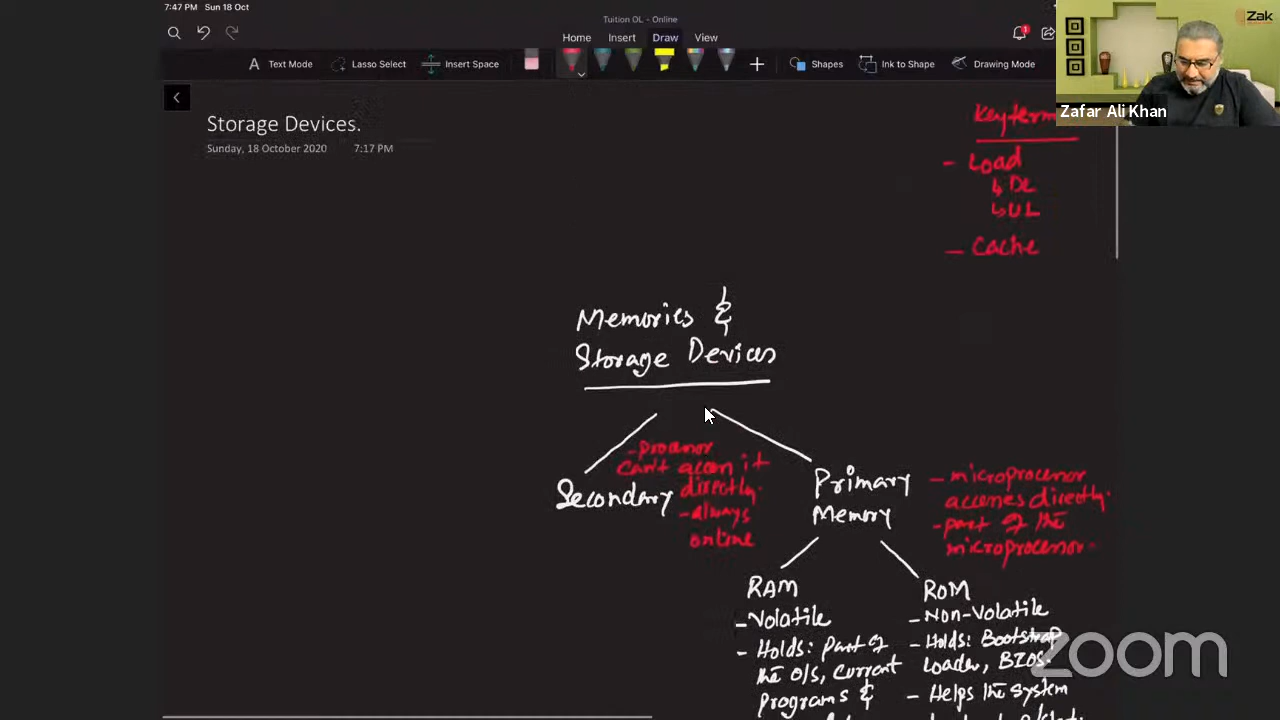 7:47 PM Sun 18 Oct
Tuition OL - Online
Home Insert Draw View
1
Text Mode Lasso Select Insert Space Shapes Ink to Shape Drawing Mode
Zak
Zafar Ali Khan
Storage Devices.
Sunday, 18 October 2020 7:17 PM
Keyterm
- Load
↳ DL
↳ UL
- Cache
Memories &
Storage Devices
Secondary
- processor
can't access it
directly.
- always
online
Primary
Memory
- microprocessor
accesses directly.
- part of the
microprocessor
RAM
- Volatile
- Holds: Part of
the O/S, Current
Programs &
ROM
- Non-Volatile
- Holds: Bootstrap
Loader, BIOS.
- Helps the system
zoom